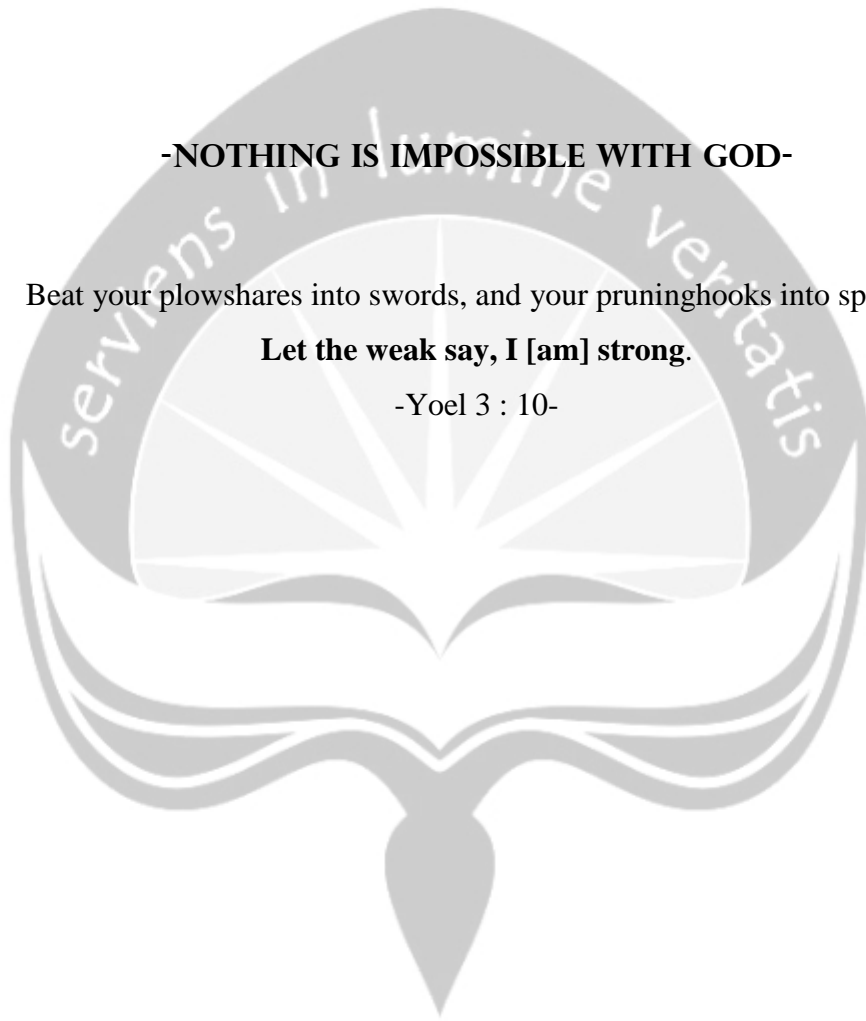 -NOTHING IS IMPOSSIBLE WITH GOD-
serviens in lumine veritatis
Beat your plowshares into swords, and your pruninghooks into sp
Let the weak say, I [am] strong.
-Yoel 3 : 10-